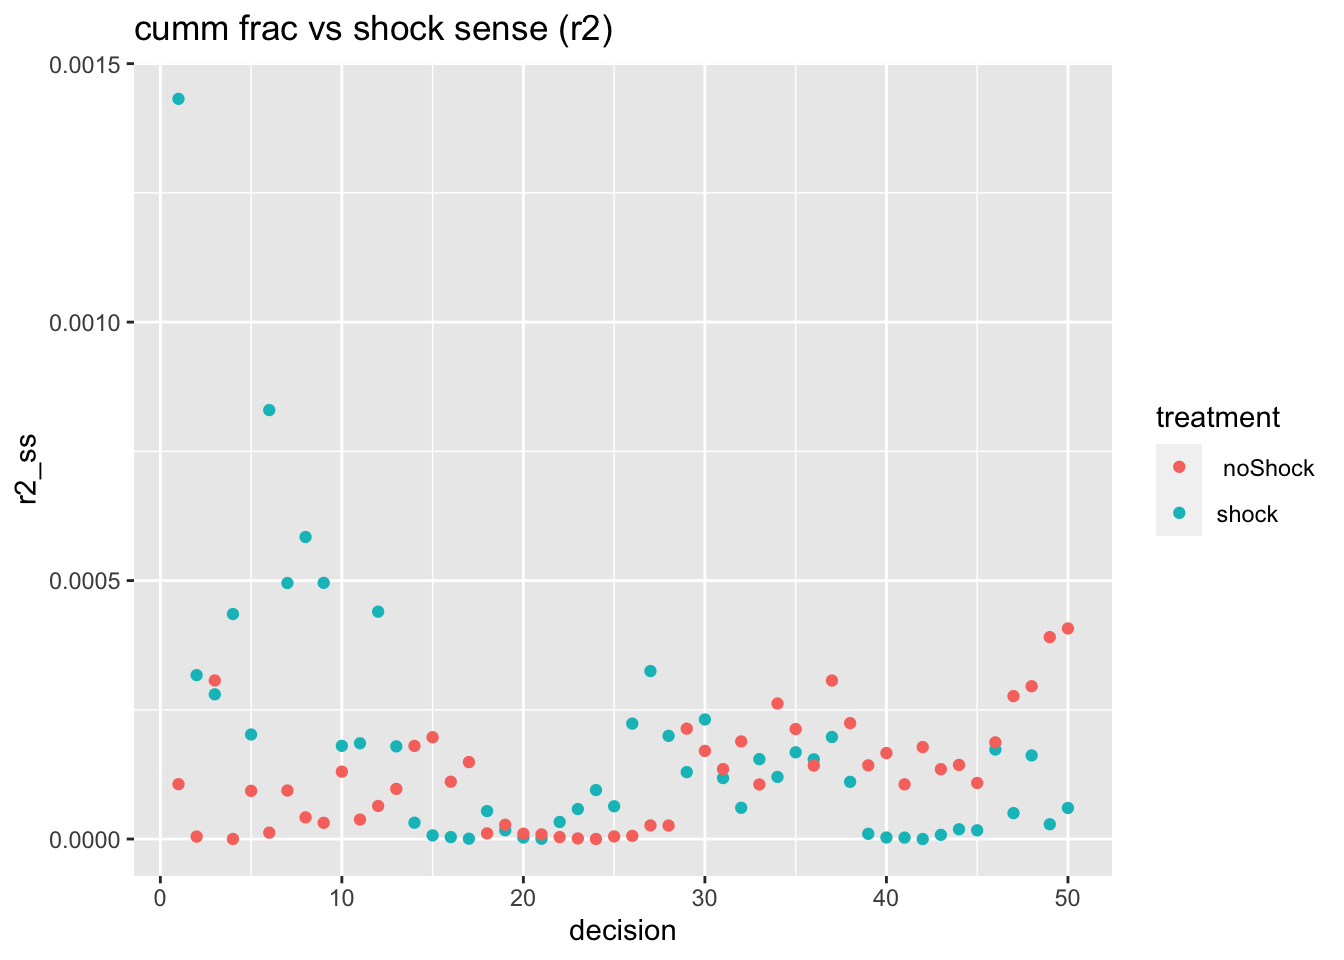 cumm frac vs shock sense (r2)
0.0015
0.0010
0.0005
0.0000
r2_ss
0 10 20 30 40 50
decision
treatment
noShock
shock